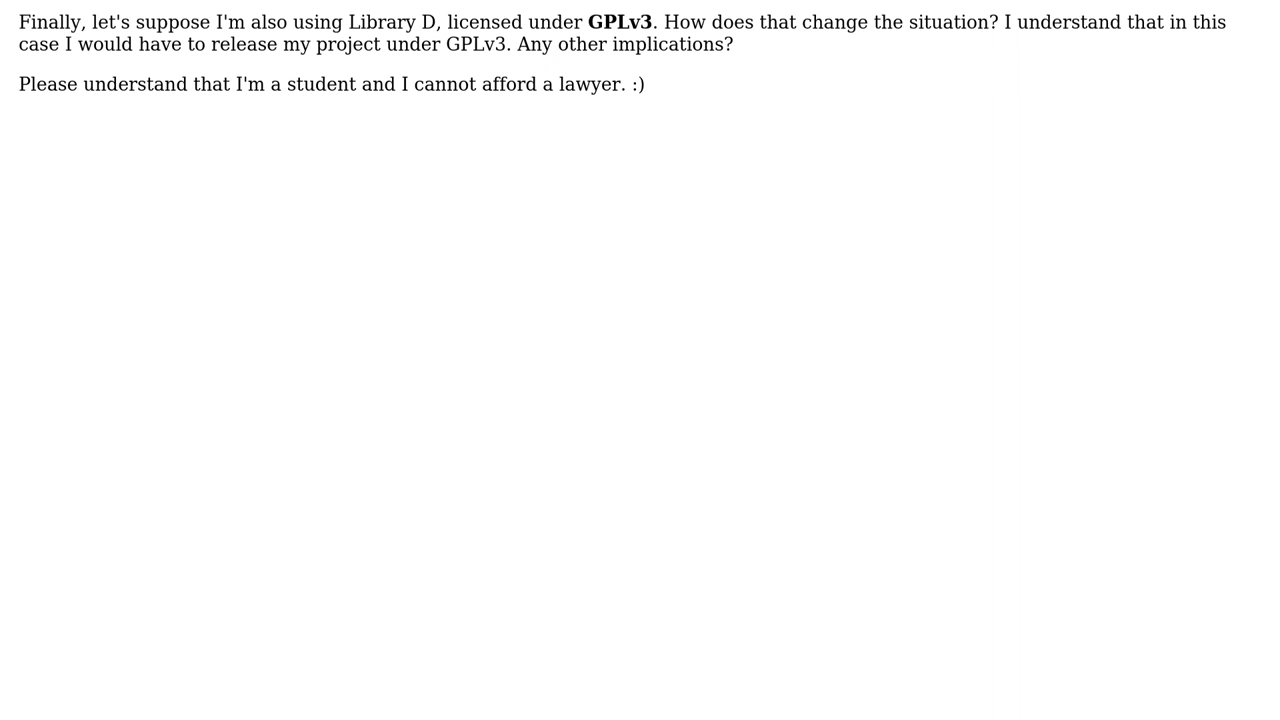 Finally, let's suppose I'm also using Library D, licensed under GPLv3. How does that change the situation? I understand that in this
case I would have to release my project under GPLv3. Any other implications?
Please understand that I'm a student and I cannot afford a lawyer. :)